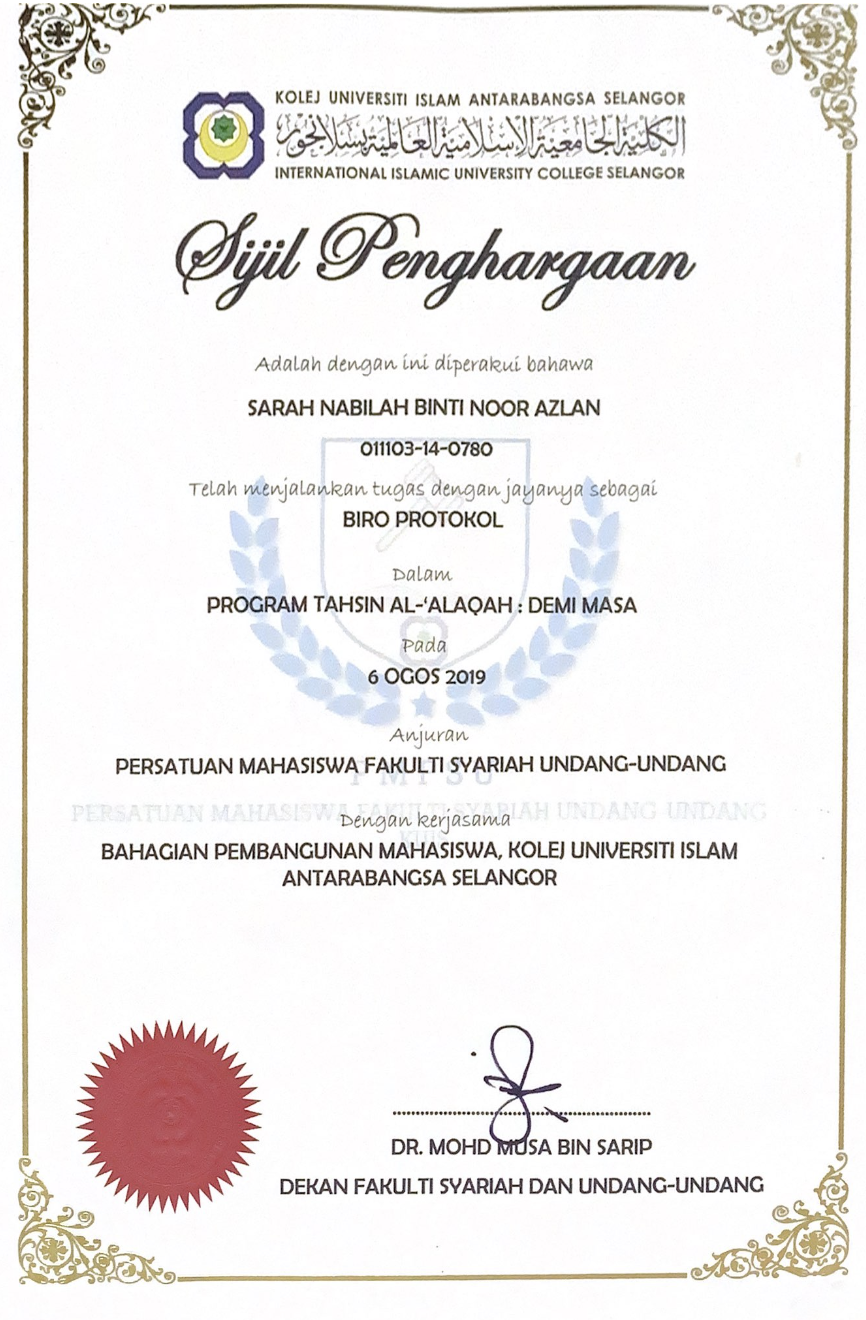 KOLEJ UNIVERSITI ISLAM ANTARABANGSA SELANGOR
الكلية الجامعية الإسلامية العالمية بسلانجور
INTERNATIONAL ISLAMIC UNIVERSITY COLLEGE SELANGOR
Sijil Penghargaan
Adalah dengan ini diperakui bahawa
SARAH NABILAH BINTI NOOR AZLAN
011103-14-0780
Telah menjalankan tugas dengan jayanya sebagai
BIRO PROTOKOL
Dalam
PROGRAM TAHSIN AL-‘ALAQAH : DEMI MASA
Pada
6 OGOS 2019
Anjuran
PERSATUAN MAHASISWA FAKULTI SYARIAH UNDANG-UNDANG
PMFSU
PERSATUAN MAHASISWA FAKULTI SYARIAH UNDANG UNDANG
Dengan kerjasama
KUIS
BAHAGIAN PEMBANGUNAN MAHASISWA, KOLEJ UNIVERSITI ISLAM
ANTARABANGSA SELANGOR
DR. MOHD MUSA BIN SARIP
DEKAN FAKULTI SYARIAH DAN UNDANG-UNDANG